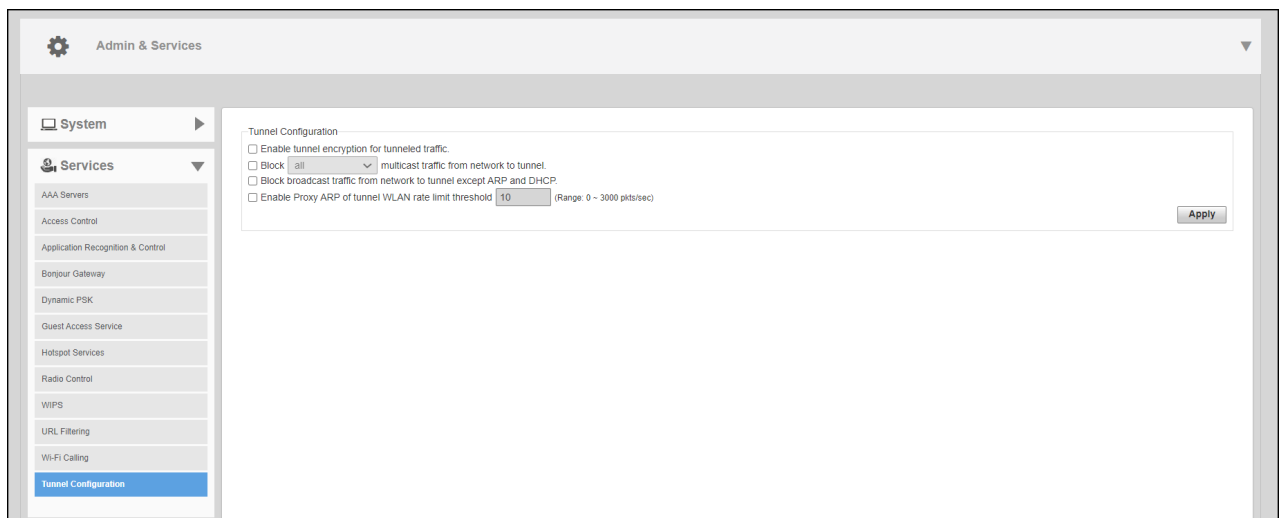 Admin & Services
System
Services
AAA Servers
Access Control
Application Recognition & Control
Bonjour Gateway
Dynamic PSK
Guest Access Service
Hotspot Services
Radio Control
WIPS
URL Filtering
Wi-Fi Calling
Tunnel Configuration
Tunnel Configuration
Enable tunnel encryption for tunneled traffic.
Block all multicast traffic from network to tunnel.
Block broadcast traffic from network to tunnel except ARP and DHCP.
Enable Proxy ARP of tunnel WLAN rate limit threshold 10 (Range: 0 ~ 3000 pkts/sec)
Apply